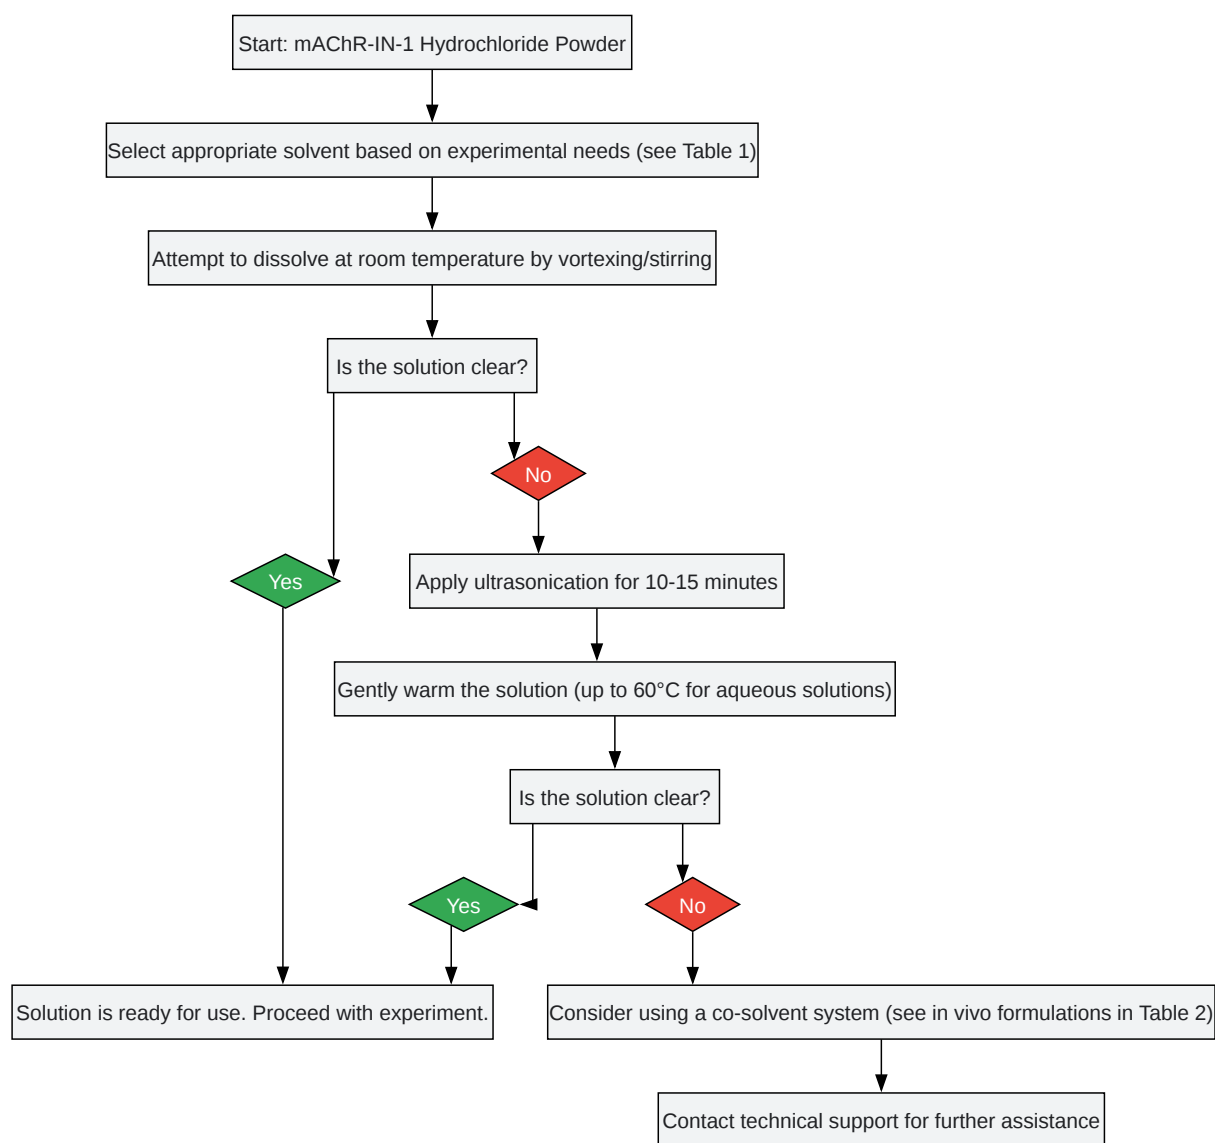 Start: mAChR-IN-1 Hydrochloride Powder
Select appropriate solvent based on experimental needs (see Table 1)
Attempt to dissolve at room temperature by vortexing/stirring
Is the solution clear?
No
Yes
Apply ultrasonication for 10-15 minutes
Gently warm the solution (up to 60°C for aqueous solutions)
Is the solution clear?
Yes
No
Solution is ready for use. Proceed with experiment.
Consider using a co-solvent system (see in vivo formulations in Table 2)
Contact technical support for further assistance